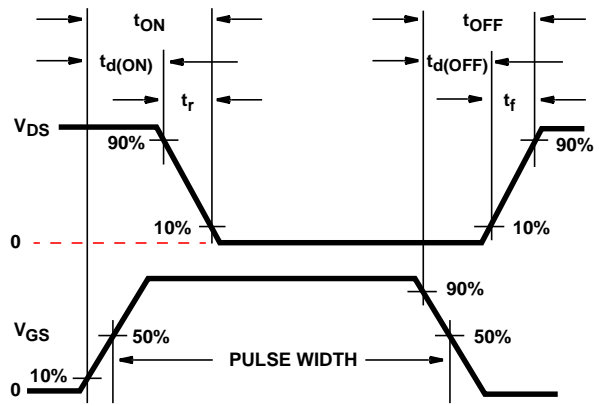 tON tOFF
td(ON) td(OFF)
tr tf
VDS
90% 90%
10% 10%
0
90%
VGS 50% 50%
PULSE WIDTH
10%
0